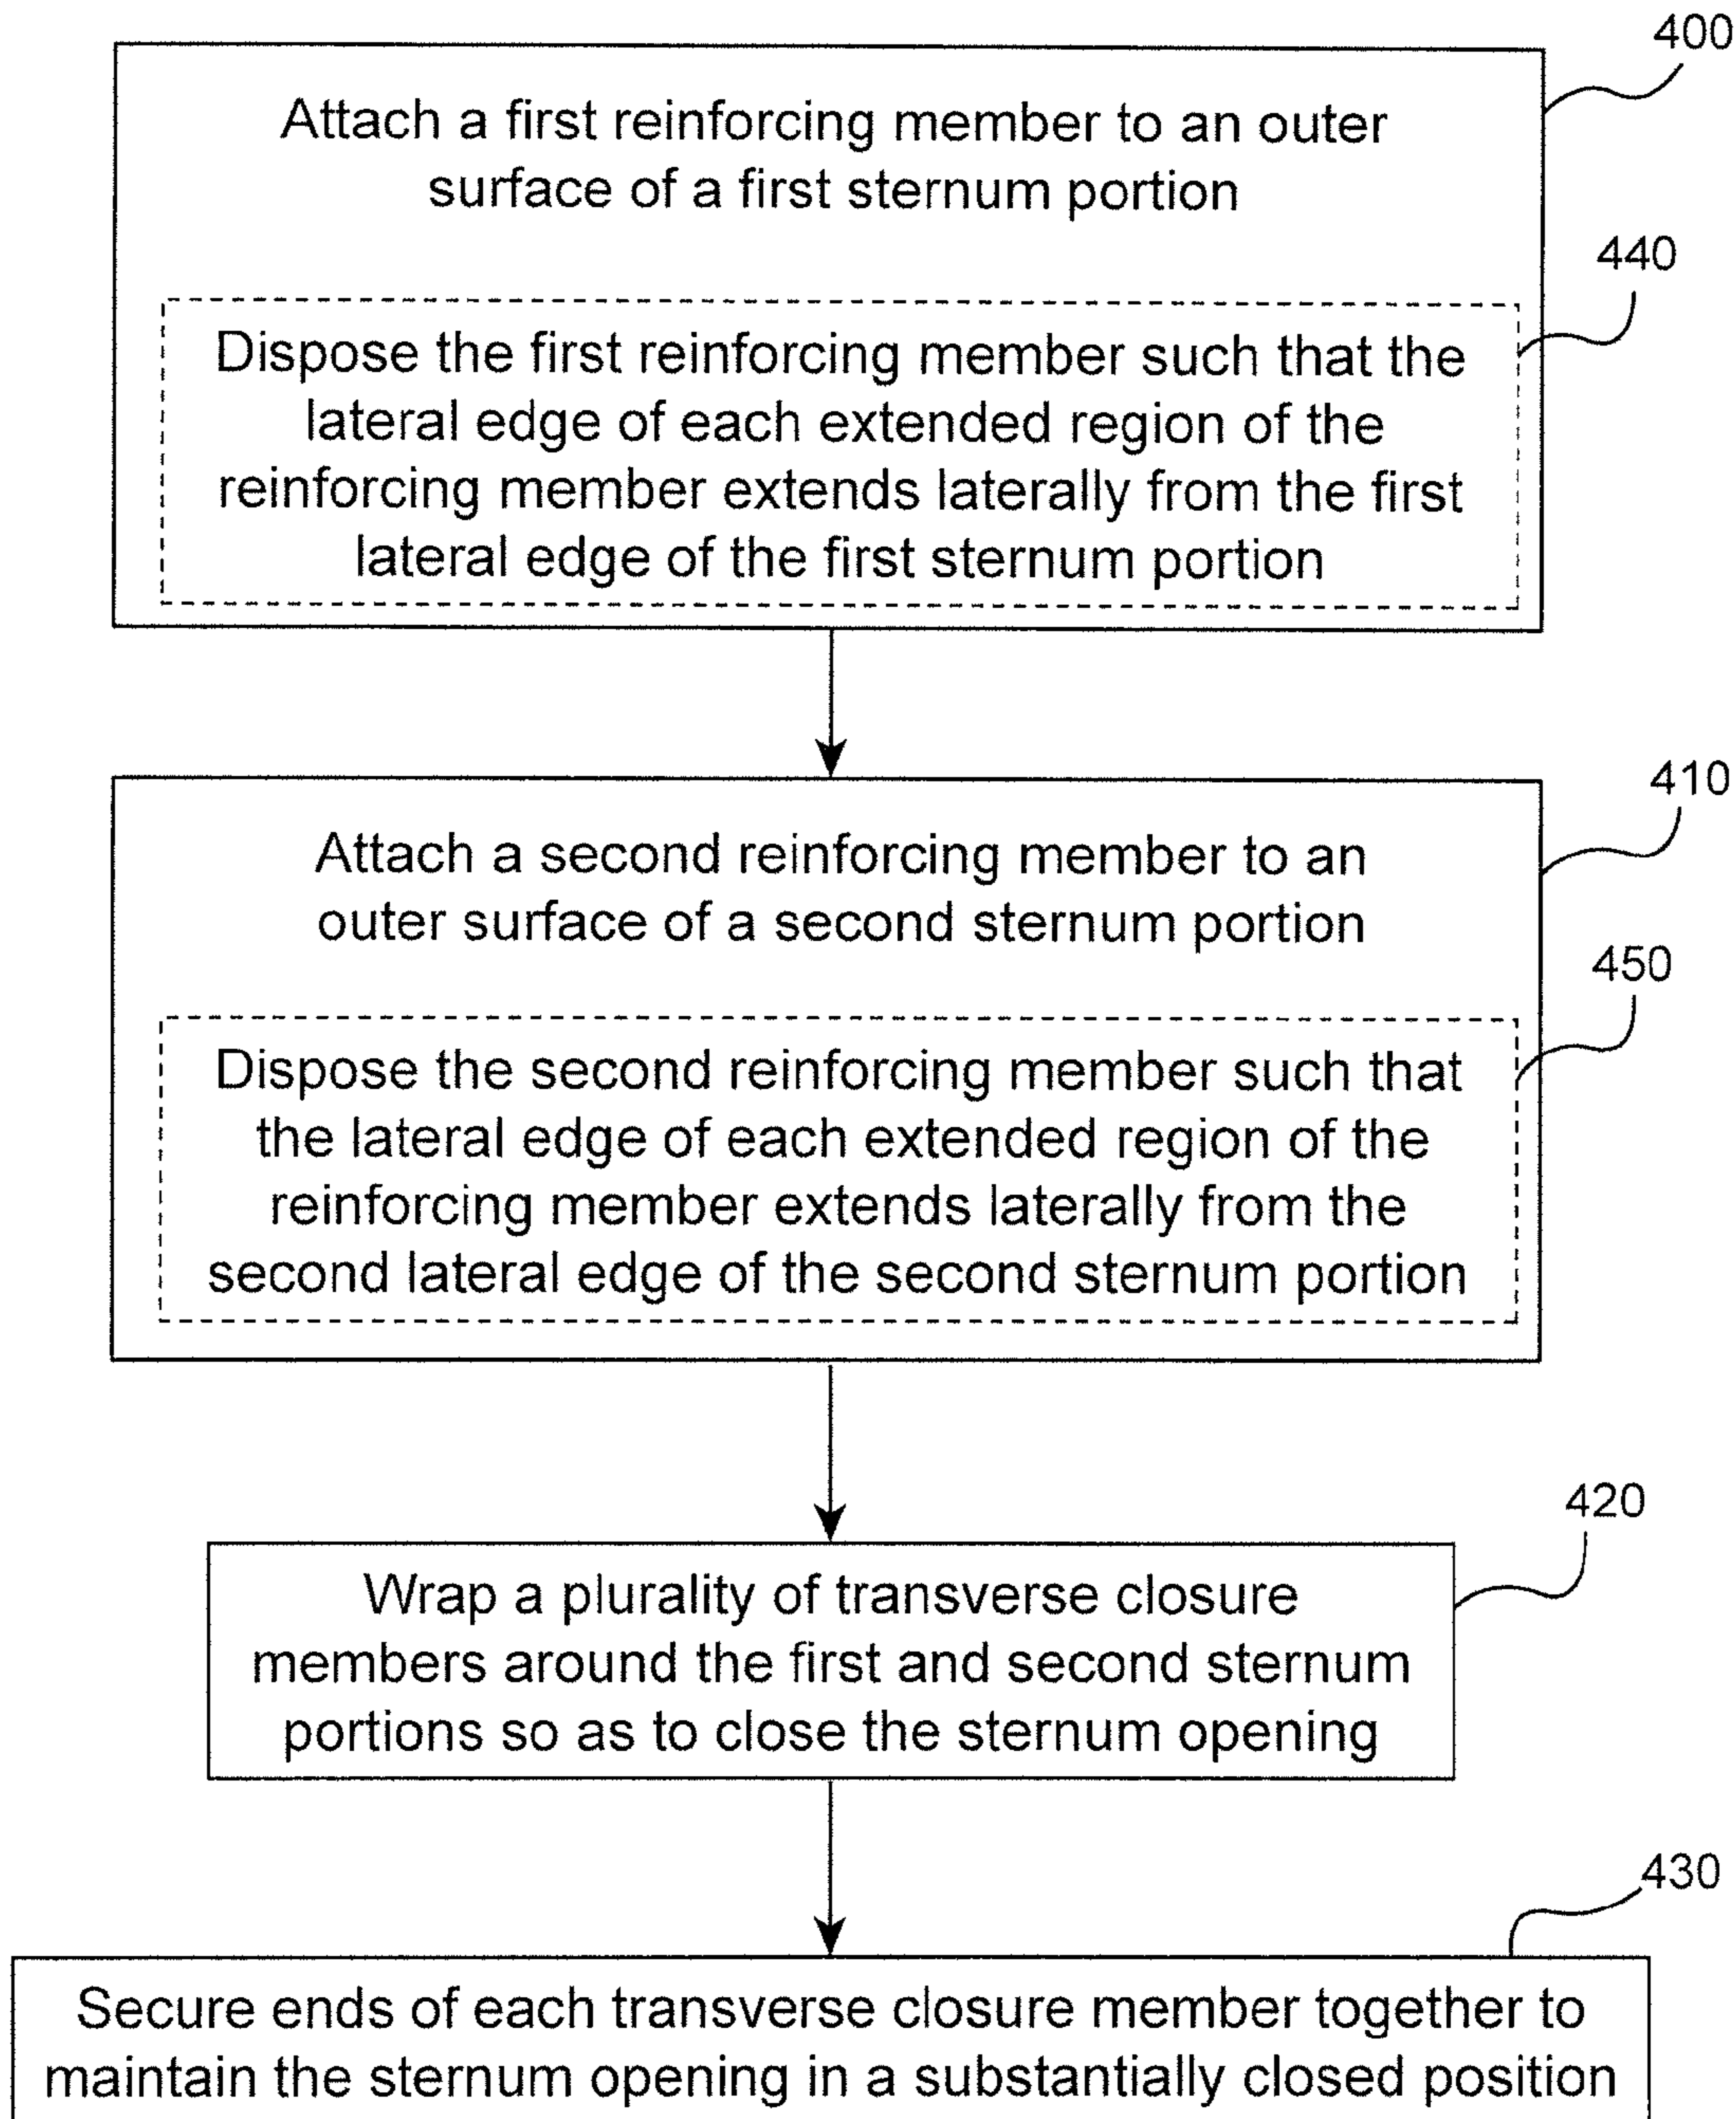 400
Attach a first reinforcing member to an outer
surface of a first sternum portion
440
Dispose the first reinforcing member such that the
lateral edge of each extended region of the
reinforcing member extends laterally from the first
lateral edge of the first sternum portion
410
Attach a second reinforcing member to an
outer surface of a second sternum portion
450
Dispose the second reinforcing member such that
the lateral edge of each extended region of the
reinforcing member extends laterally from the
second lateral edge of the second sternum portion
420
Wrap a plurality of transverse closure
members around the first and second sternum
portions so as to close the sternum opening
430
Secure ends of each transverse closure member together to
maintain the sternum opening in a substantially closed position